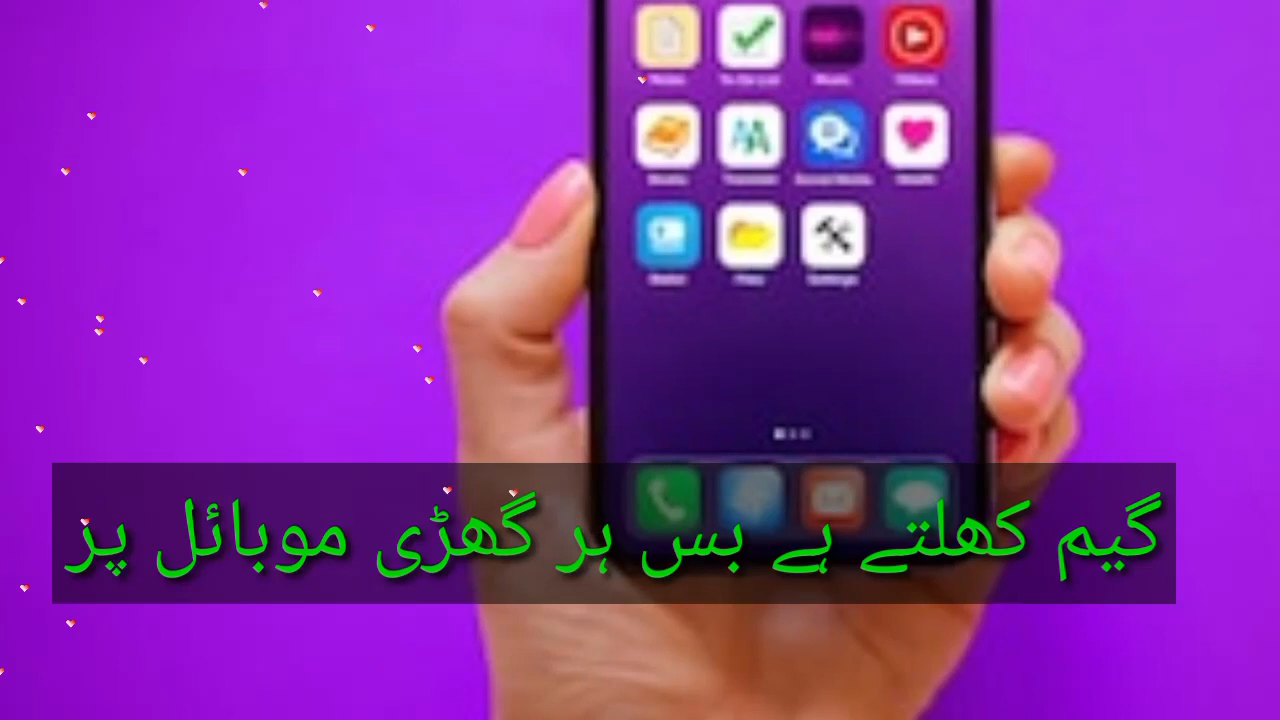 گیم کھلتے ہے بس ہر گھڑی موبائل پر